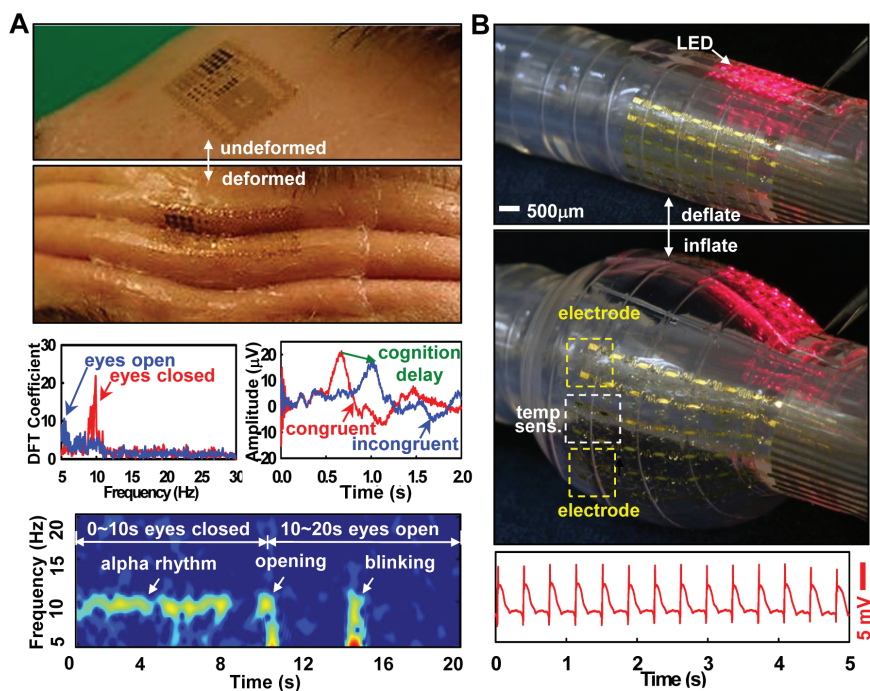 A
undeformed
deformed
DFT Coefficient
30
20
10
0
eyes open
eyes closed
5 10 15 20 25 30
Frequency (Hz)
Amplitude (µV)
20
10
0
-10
-20
cognition
delay
congruent
incongruent
0.0 0.5 1.0 1.5 2.0
Time (s)
Frequency (Hz)
20
15
10
5
0~10s eyes closed
10~20s eyes open
alpha rhythm
opening
blinking
0 4 8 12 16 20
Time (s)
B
LED
500µm
deflate
inflate
electrode
temp
sens.
electrode
5 mV
0 1 2 3 4 5
Time (s)